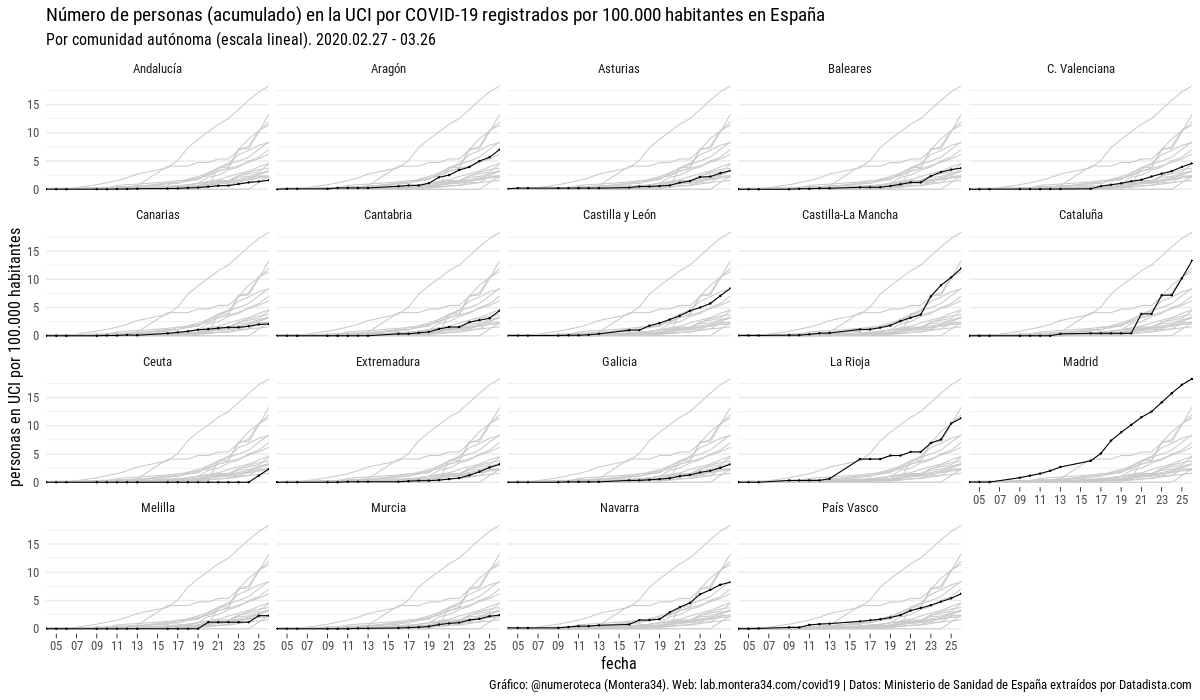 Número de personas (acumulado) en la UCI por COVID-19 registrados por 100.000 habitantes en España
Por comunidad autónoma (escala lineal). 2020.02.27 - 03.26
personas en UCI por 100.000 habitantes
Andalucía Aragón Asturias Baleares C. Valenciana
15
10
5
0
Canarias Cantabria Castilla y León Castilla-La Mancha Cataluña
15
10
5
0
Ceuta Extremadura Galicia La Rioja Madrid
15
10
5
0
05 07 09 11 13 15 17 19 21 23 25
Melilla Murcia Navarra País Vasco
15
10
5
0
05 07 09 11 13 15 17 19 21 23 25 05 07 09 11 13 15 17 19 21 23 25 05 07 09 11 13 15 17 19 21 23 25 05 07 09 11 13 15 17 19 21 23 25
fecha
Gráfico: @numeroteca (Montera34). Web: lab.montera34.com/covid19 | Datos: Ministerio de Sanidad de España extraídos por Datadista.com